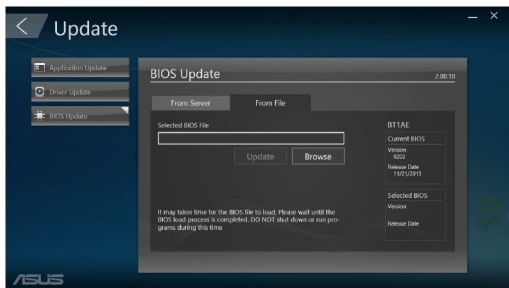 Update
Application Update
Driver Update
BIOS Update
BIOS Update
2.00.10
From Server
From File
Selected BIOS File
Update
Browse
It may takes time for the BIOS file to load. Please wait until the
BIOS load process is completed. DO NOT shut down or run pro-
grams during this time
BT1AE
Current BIOS
Version
0203
Release Date
11/21/2013
Selected BIOS
Version
Release Date
ASUS